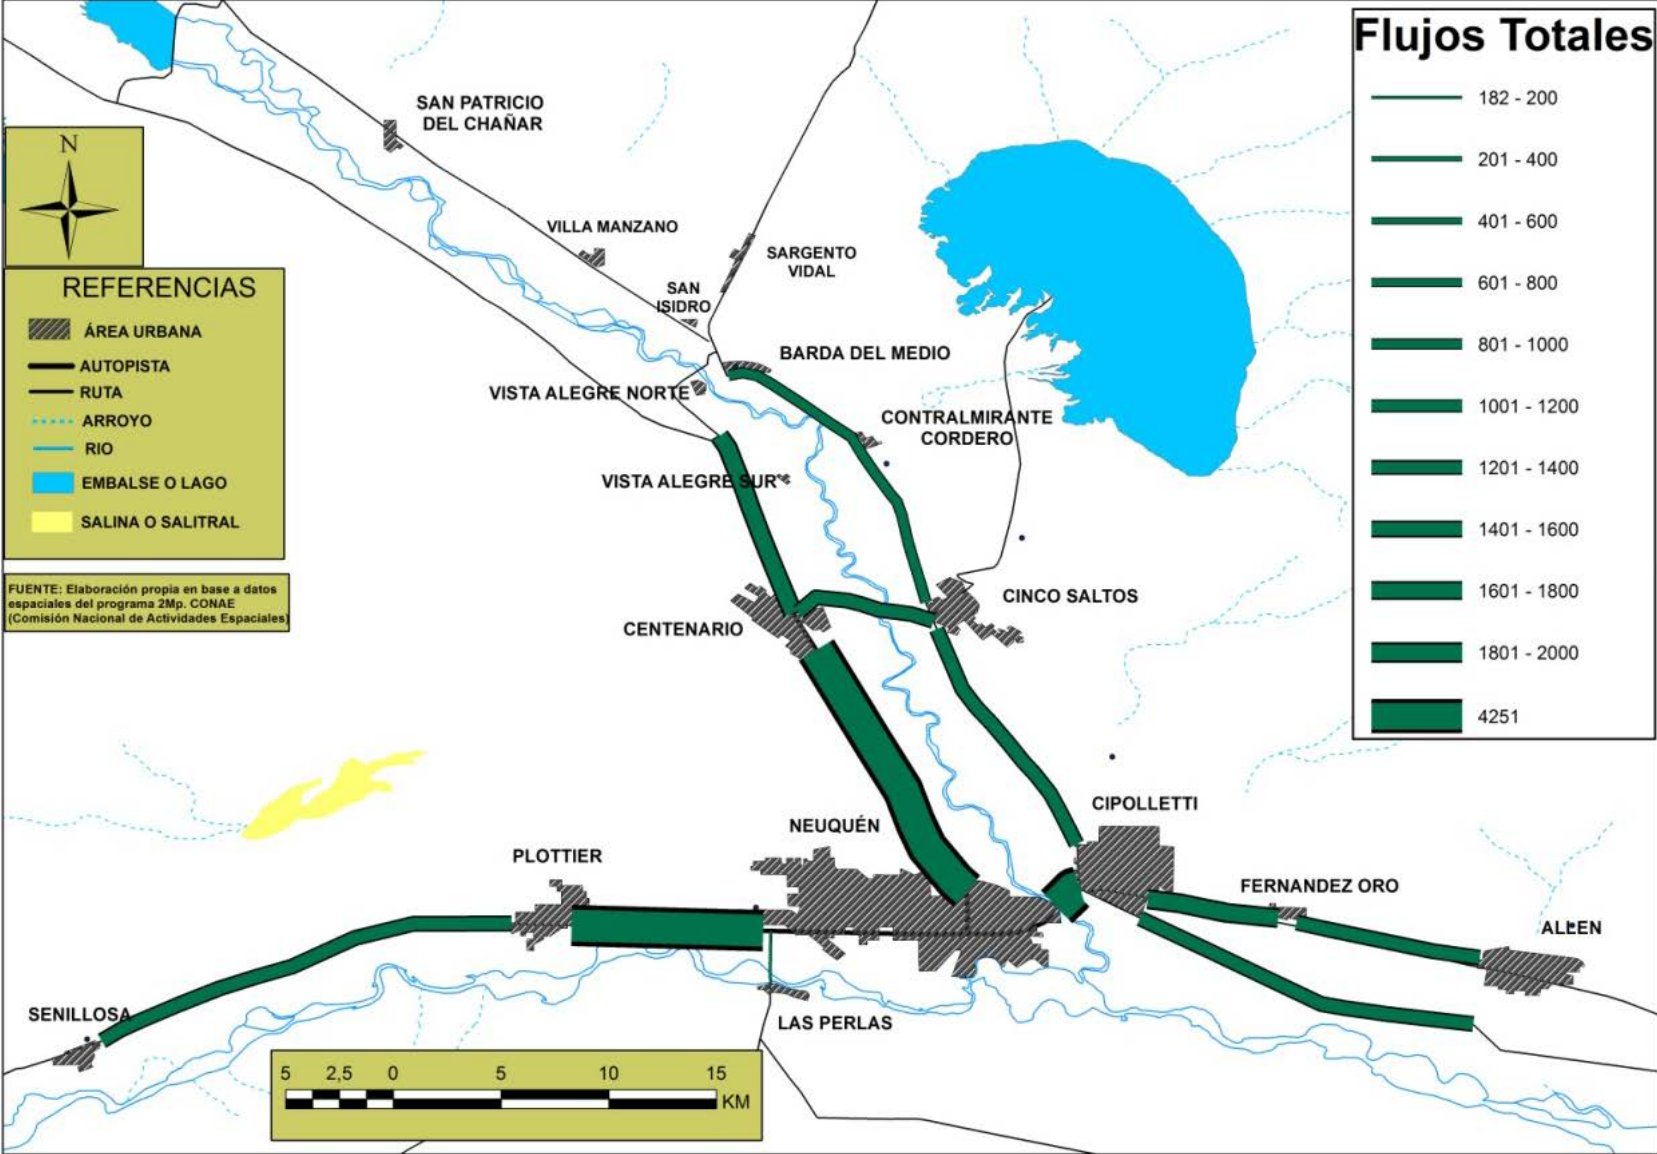 Flujos Totales
182 - 200
201 - 400
401 - 600
601 - 800
801 - 1000
1001 - 1200
1201 - 1400
1401 - 1600
1601 - 1800
1801 - 2000
4251
N
REFERENCIAS
ÁREA URBANA
AUTOPISTA
RUTA
ARROYO
RIO
EMBALSE O LAGO
SALINA O SALITRAL
FUENTE: Elaboración propia en base a datos
espaciales del programa 2Mp. CONAE
(Comisión Nacional de Actividades Espaciales)
SAN PATRICIO
DEL CHAÑAR
VILLA MANZANO
SARGENTO
VIDAL
SAN
ISIDRO
BARDA DEL MEDIO
VISTA ALEGRE NORTE
CONTRALMIRANTE
CORDERO
VISTA ALEGRE SUR
CINCO SALTOS
CENTENARIO
CIPOLLETTI
NEUQUÉN
PLOTTIER
FERNANDEZ ORO
ALLEN
SENILLOSA
LAS PERLAS
5 2,5 0 5 10 15
KM